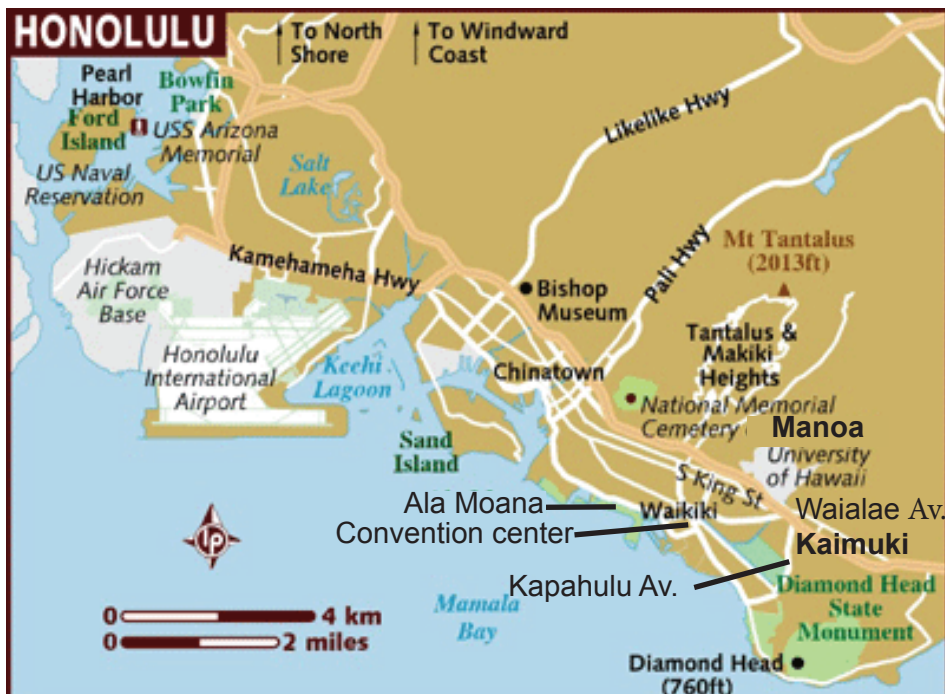 HONOLULU
To North
Shore
To Windward
Coast
Pearl
Harbor
Bowfin
Park
Ford
Island
USS Arizona
Memorial
US Naval
Reservation
Salt
Lake
Likelike Hwy
Hickam
Air Force
Base
Kamehameha Hwy
Pali Hwy
Mt Tantalus
(2013ft)
Bishop
Museum
Honolulu
International
Airport
Keehi
Lagoon
Chinatown
Tantalus &
Makiki
Heights
National Memorial
Cemetery
Manoa
University
of Hawaii
Sand
Island
S King St
Ala Moana
Waikiki
Waialae Av.
Convention center
Kaimuki
Kapahulu Av.
Diamond Head
State
Monument
lp
0 4 km
0 2 miles
Mamala
Bay
Diamond Head
(760ft)